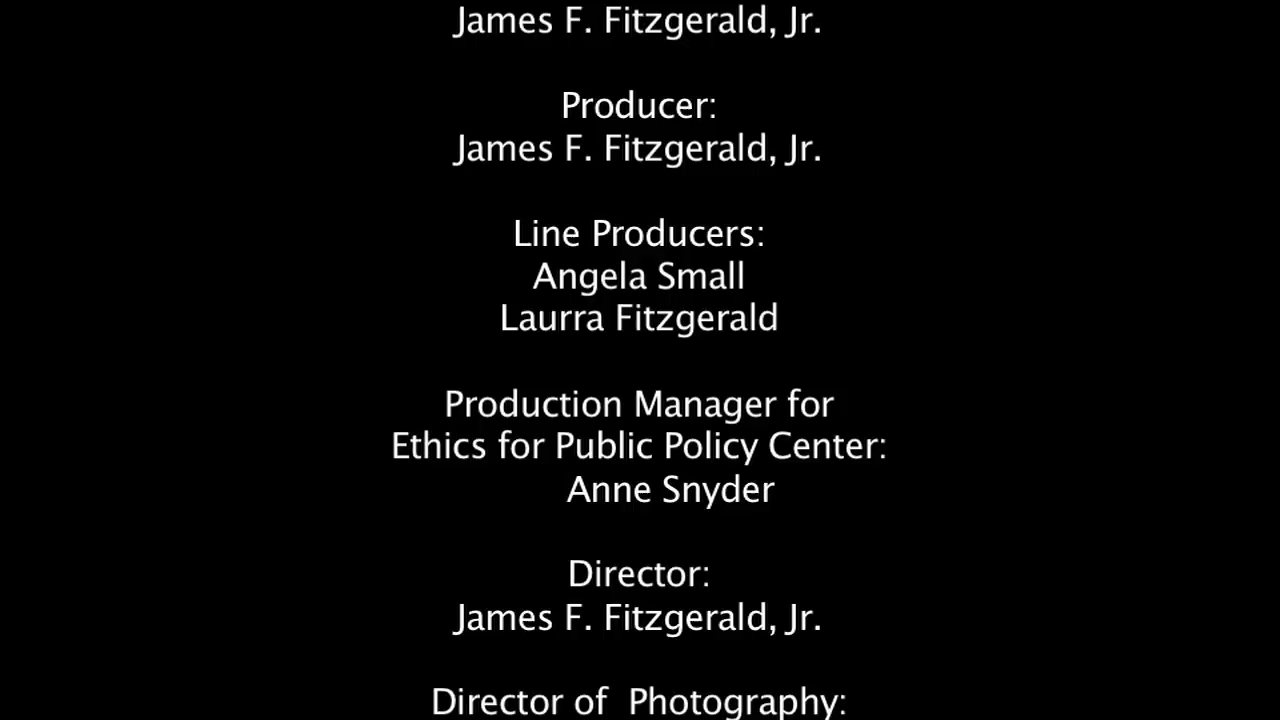 James F. Fitzgerald, Jr.
Producer:
James F. Fitzgerald, Jr.
Line Producers:
Angela Small
Laurra Fitzgerald
Production Manager for
Ethics for Public Policy Center:
Anne Snyder
Director:
James F. Fitzgerald, Jr.
Director of  Photography: